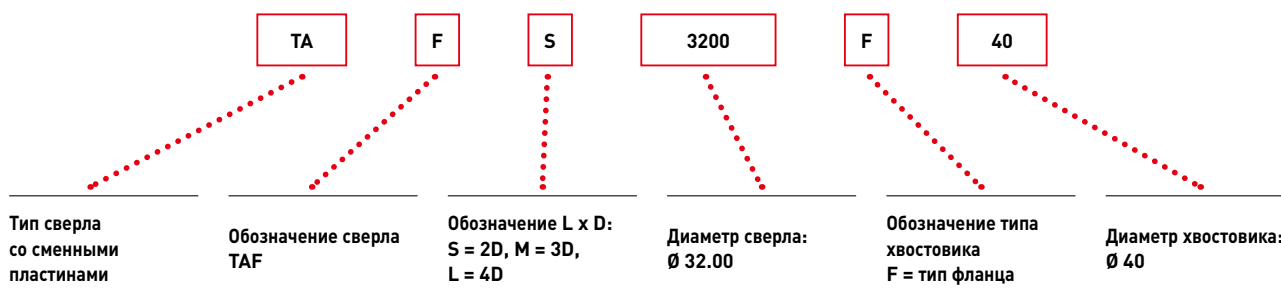 TA F S 3200 F 40
Тип сверла
со сменными
пластинами
Обозначение сверла
TAF
Обозначение L x D:
S = 2D, M = 3D,
L = 4D
Диаметр сверла:
Ø 32.00
Обозначение типа
хвостовика
F = тип фланца
Диаметр хвостовика:
Ø 40